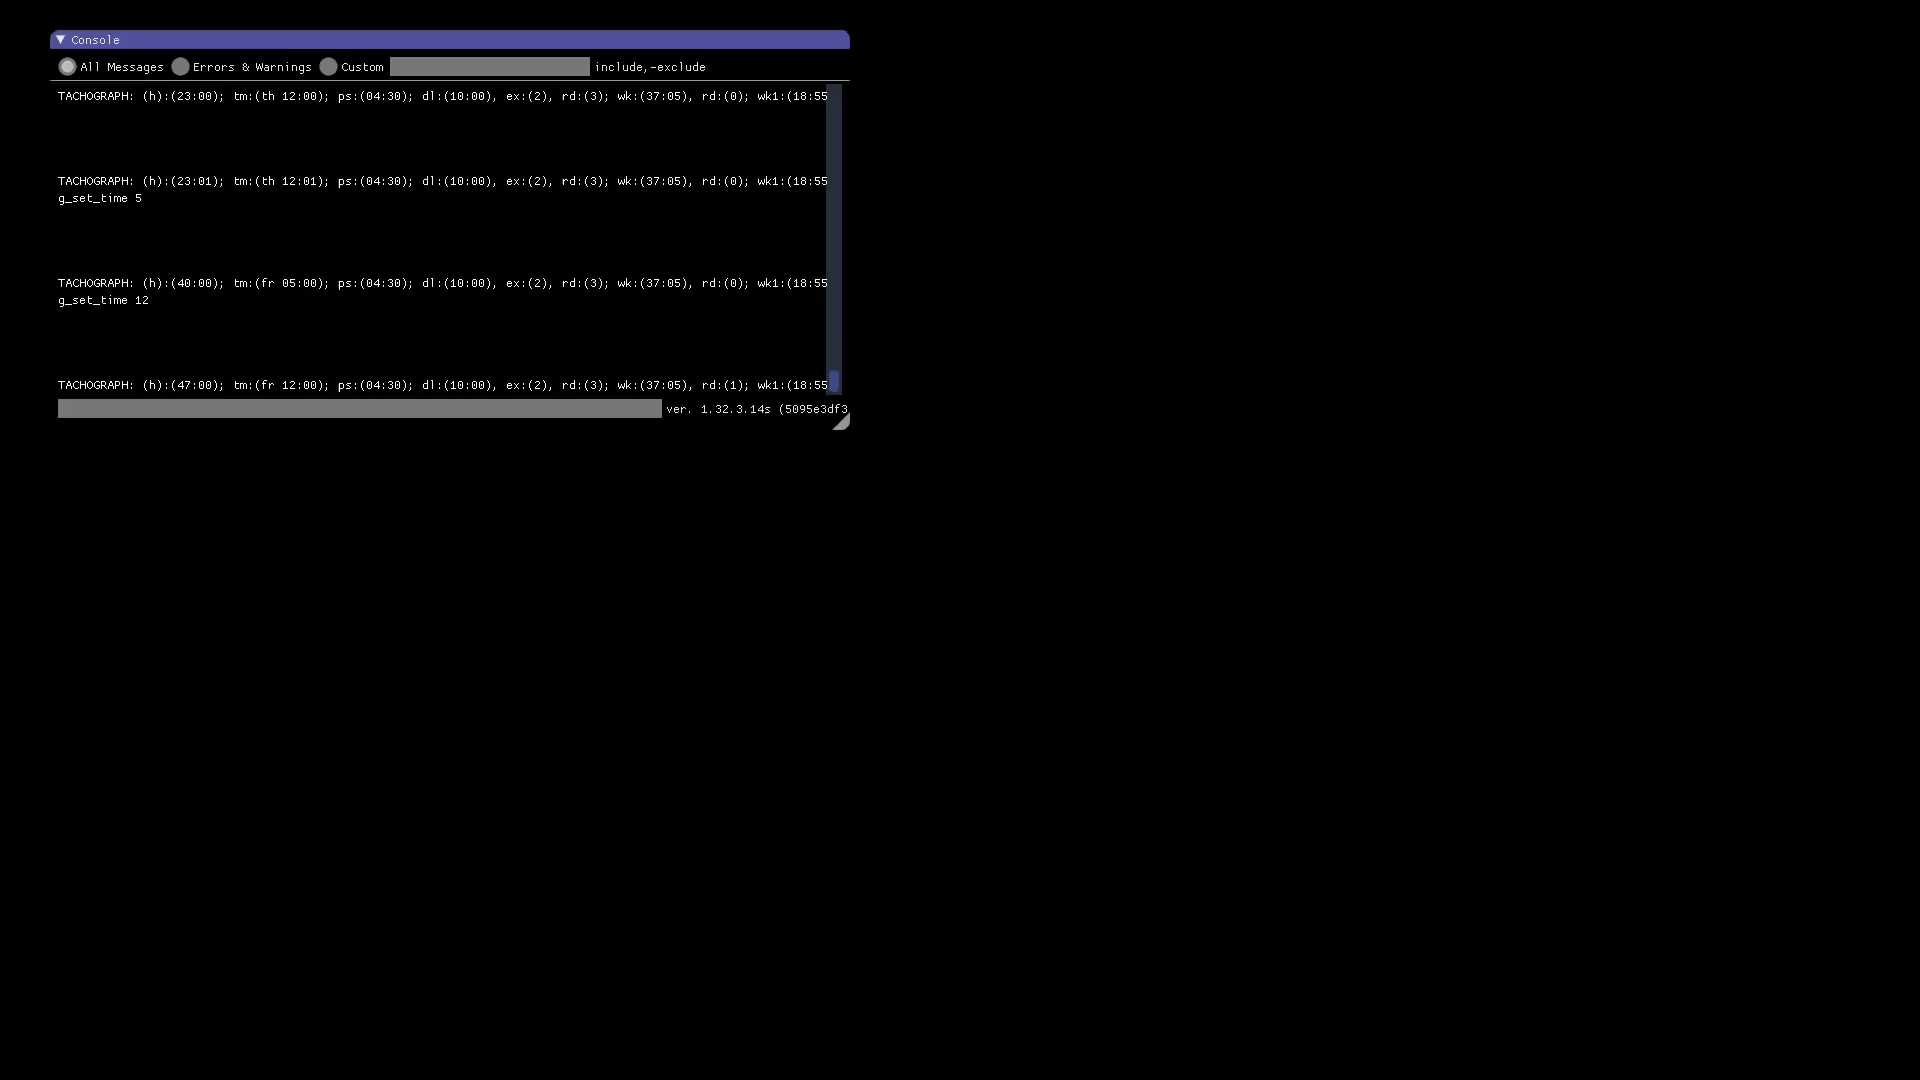 Console
All Messages Errors & Warnings Custom include,-exclude
TACHOGRAPH: (h):(23:00); tm:(th 12:00); ps:(04:30); dl:(10:00), ex:(2), rd:(3); wk:(37:05), rd:(0); wk1:(18:55
TACHOGRAPH: (h):(23:01); tm:(th 12:01); ps:(04:30); dl:(10:00), ex:(2), rd:(3); wk:(37:05), rd:(0); wk1:(18:55
g_set_time 5
TACHOGRAPH: (h):(40:00); tm:(fr 05:00); ps:(04:30); dl:(10:00), ex:(2), rd:(3); wk:(37:05), rd:(0); wk1:(18:55
g_set_time 12
TACHOGRAPH: (h):(47:00); tm:(fr 12:00); ps:(04:30); dl:(10:00), ex:(2), rd:(3); wk:(37:05), rd:(1); wk1:(18:55
ver. 1.32.3.14s (5095e3df3